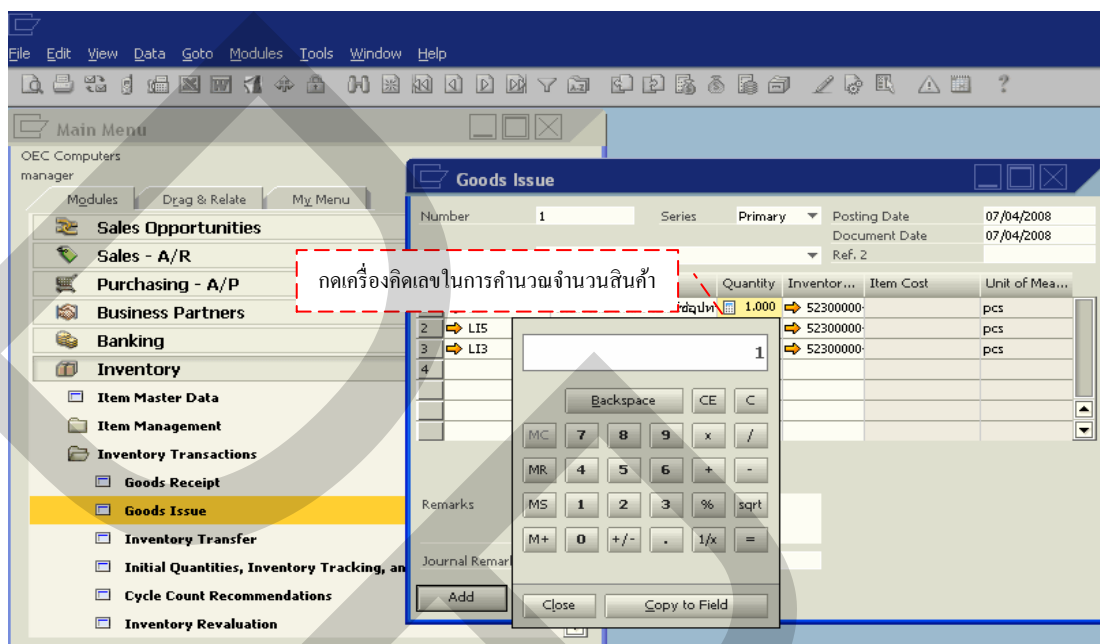 File Edit View Data Goto Modules Tools Window Help
Main Menu
OEC Computers
manager
Modules Drag & Relate My Menu
Sales Opportunities
Sales - A/R
Purchasing - A/P
Business Partners
Banking
Inventory
Item Master Data
Item Management
Inventory Transactions
Goods Receipt
Goods Issue
Inventory Transfer
Initial Quantities, Inventory Tracking, an
Cycle Count Recommendations
Inventory Revaluation
Goods Issue
Number 1 Series Primary Posting Date 07/04/2008
Document Date 07/04/2008
Ref. 2
กดเครื่องคิดเลขในการคำนวณจำนวนสินค้า
Quantity Inventor... Item Cost Unit of Mea...
1.000 52300000- pcs
2 LI5 52300000- pcs
3 LI3 52300000- pcs
4
1
Backspace CE C
MC 7 8 9 x /
MR 4 5 6 + -
MS 1 2 3 % sqrt
M+ 0 +/- . 1/x =
Close Copy to Field
Remarks
Journal Remar
Add